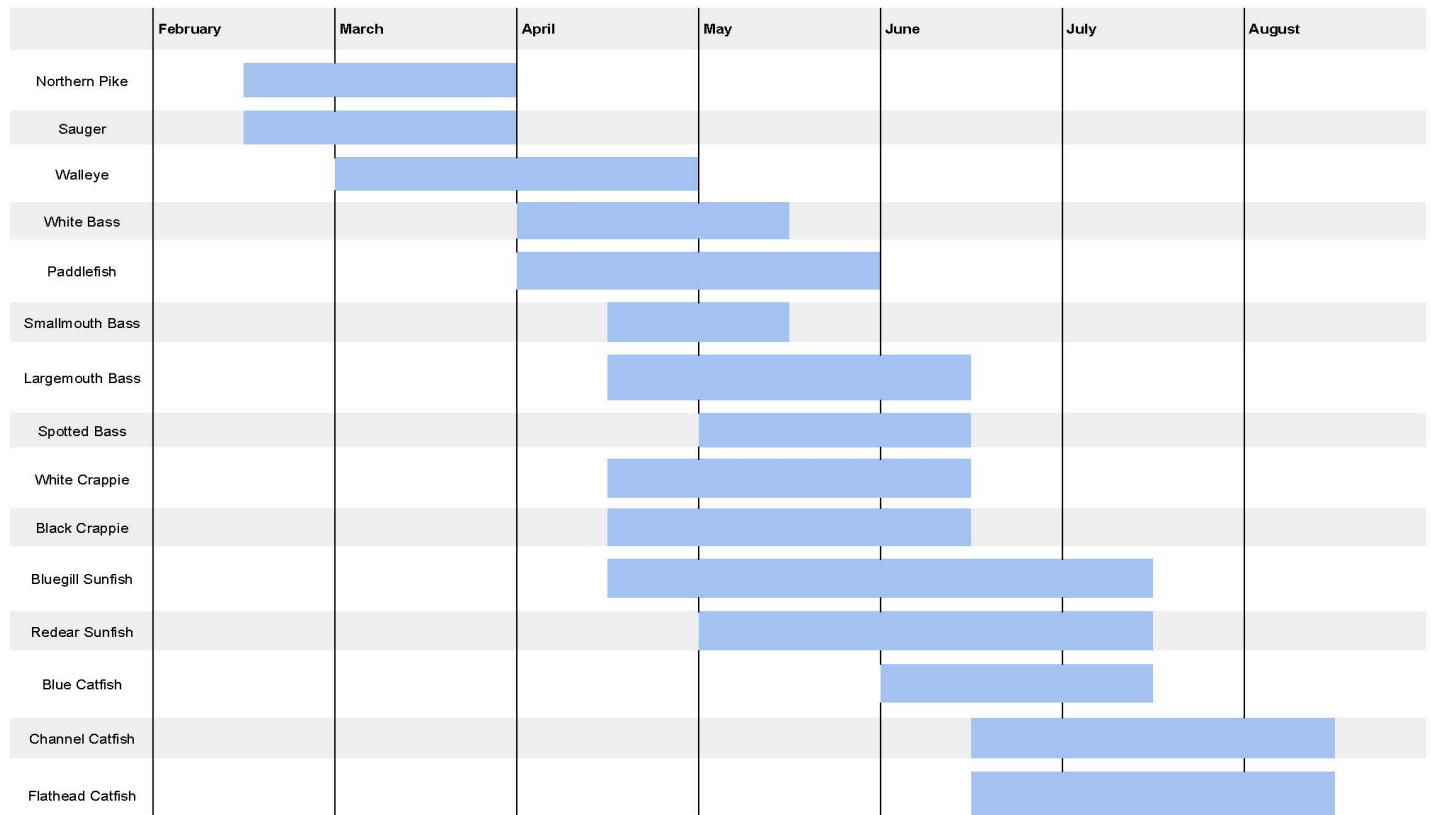 February March April May June July August
Northern Pike
Sauger
Walleye
White Bass
Paddlefish
Smallmouth Bass
Largemouth Bass
Spotted Bass
White Crappie
Black Crappie
Bluegill Sunfish
Redear Sunfish
Blue Catfish
Channel Catfish
Flathead Catfish